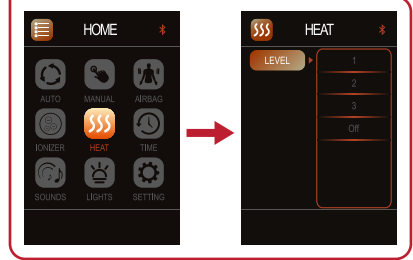 HOME
AUTO MANUAL AIRBAG
IONIZER HEAT TIME
SOUNDS LIGHTS SETTING
HEAT
LEVEL 1
2
3
Off